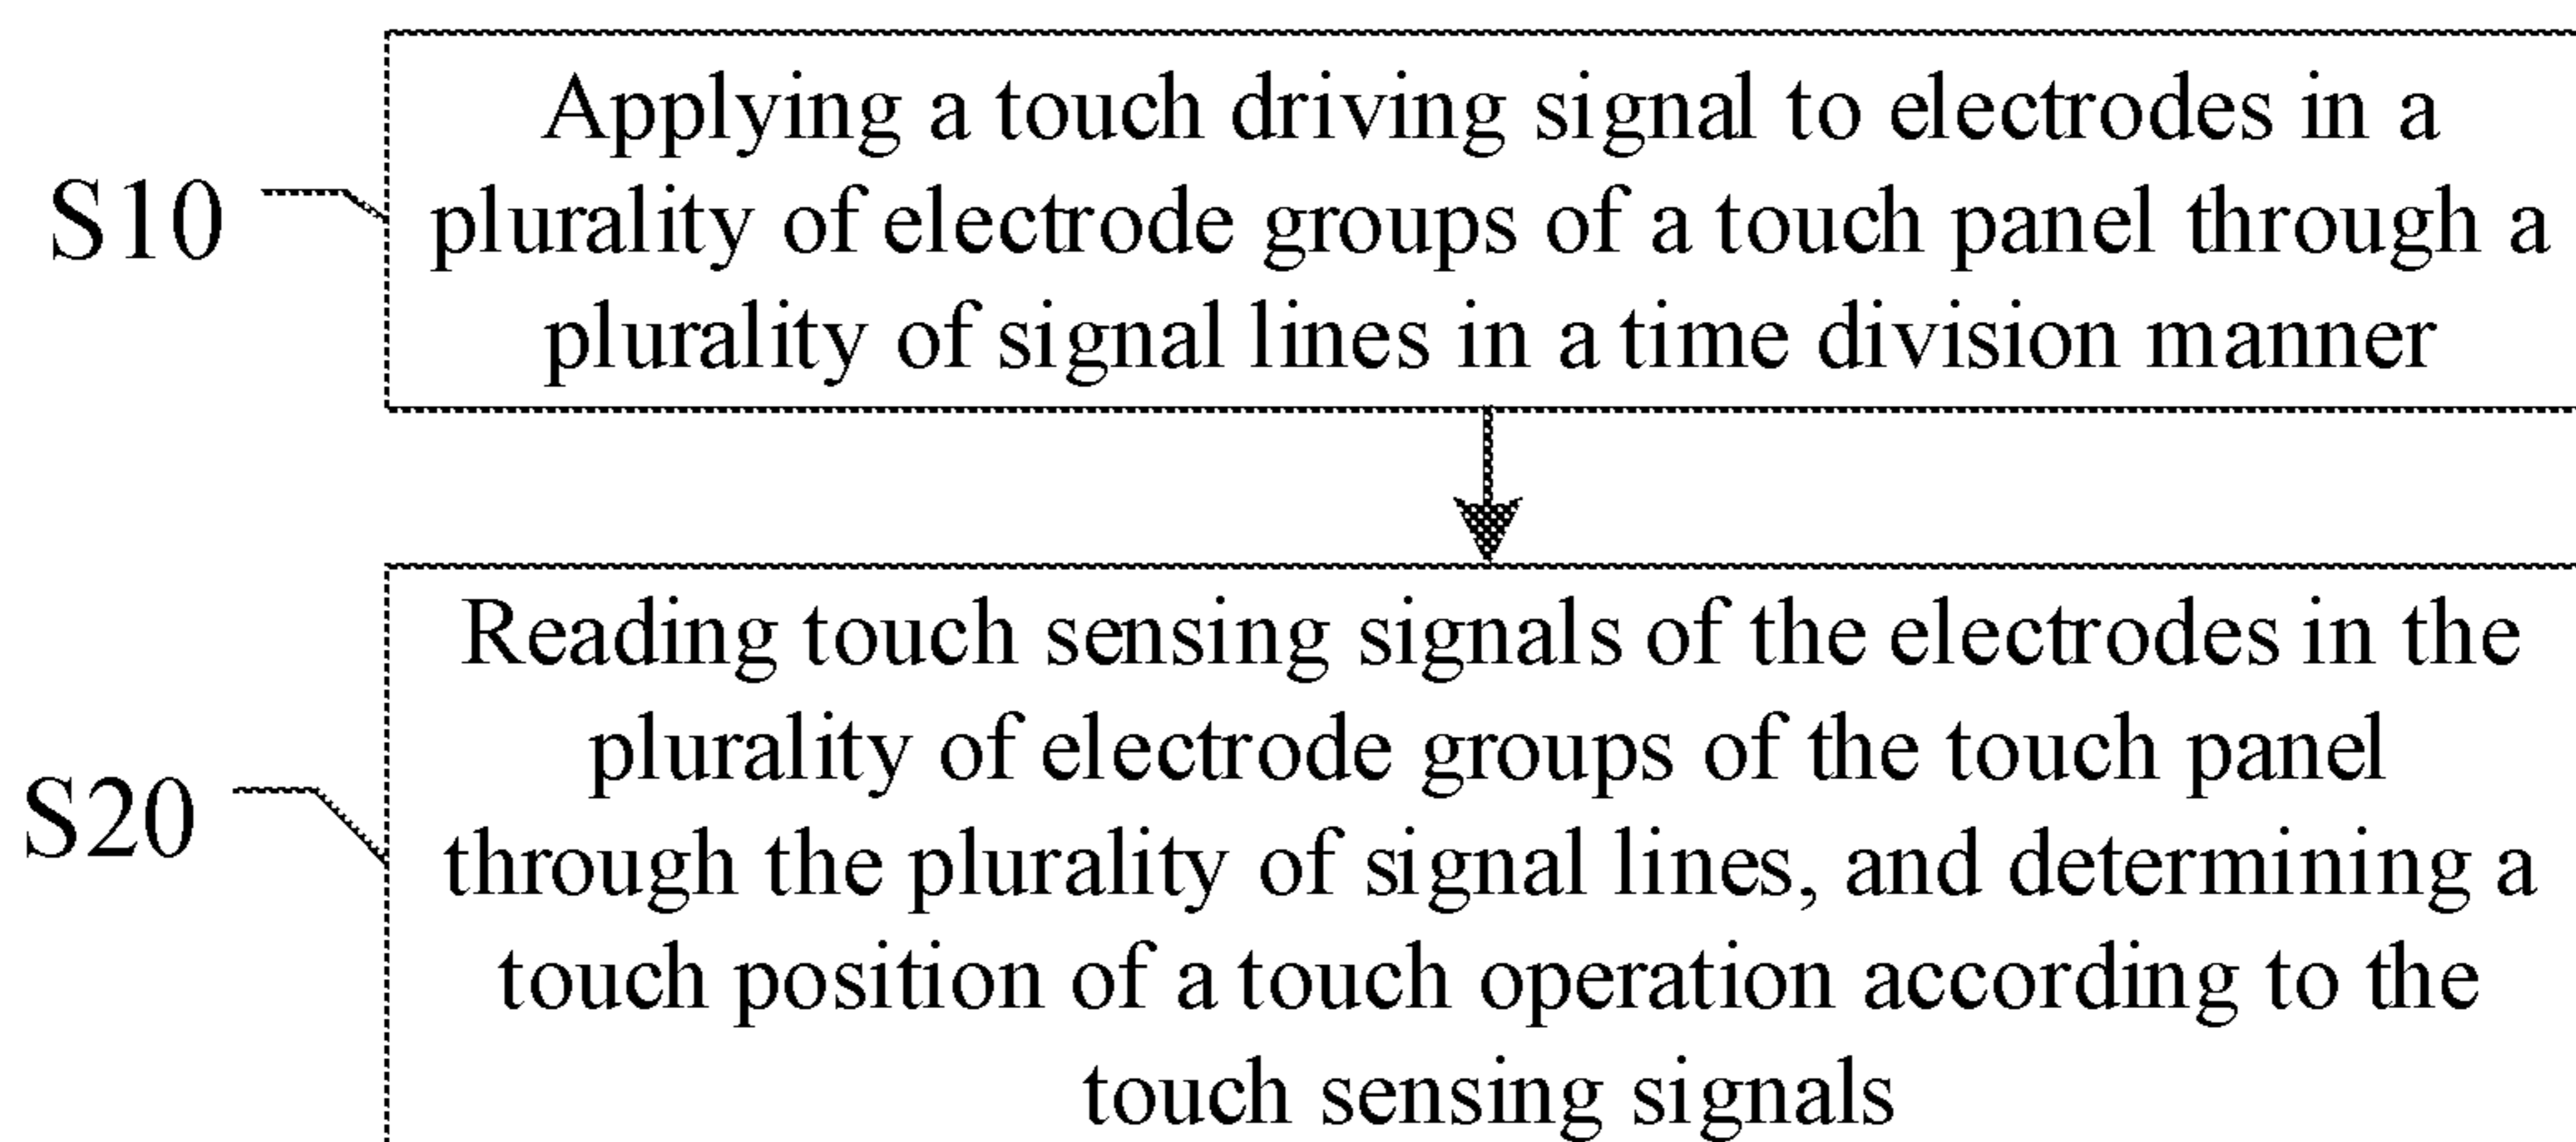 S10
Applying a touch driving signal to electrodes in a
plurality of electrode groups of a touch panel through a
plurality of signal lines in a time division manner
S20
Reading touch sensing signals of the electrodes in the
plurality of electrode groups of the touch panel
through the plurality of signal lines, and determining a
touch position of a touch operation according to the
touch sensing signals